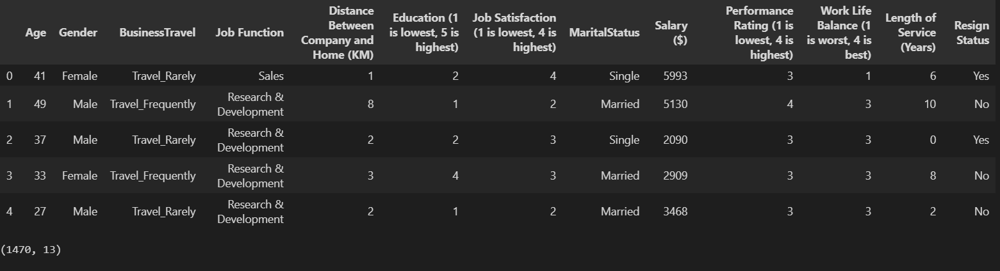 Age Gender BusinessTravel Job Function Distance Between Company and Home (KM) Education (1 is lowest, 5 is highest) Job Satisfaction (1 is lowest, 4 is highest) MaritalStatus Salary ($) Performance Rating (1 is lowest, 4 is highest) Work Life Balance (1 is worst, 4 is best) Length of Service (Years) Resign Status
0 41 Female Travel_Rarely Sales 1 2 4 Single 5993 3 1 6 Yes
1 49 Male Travel_Frequently Research & Development 8 1 2 Married 5130 4 3 10 No
2 37 Male Travel_Rarely Research & Development 2 2 3 Single 2090 3 3 0 Yes
3 33 Female Travel_Frequently Research & Development 3 4 3 Married 2909 3 3 8 No
4 27 Male Travel_Rarely Research & Development 2 1 2 Married 3468 3 3 2 No
(1470, 13)